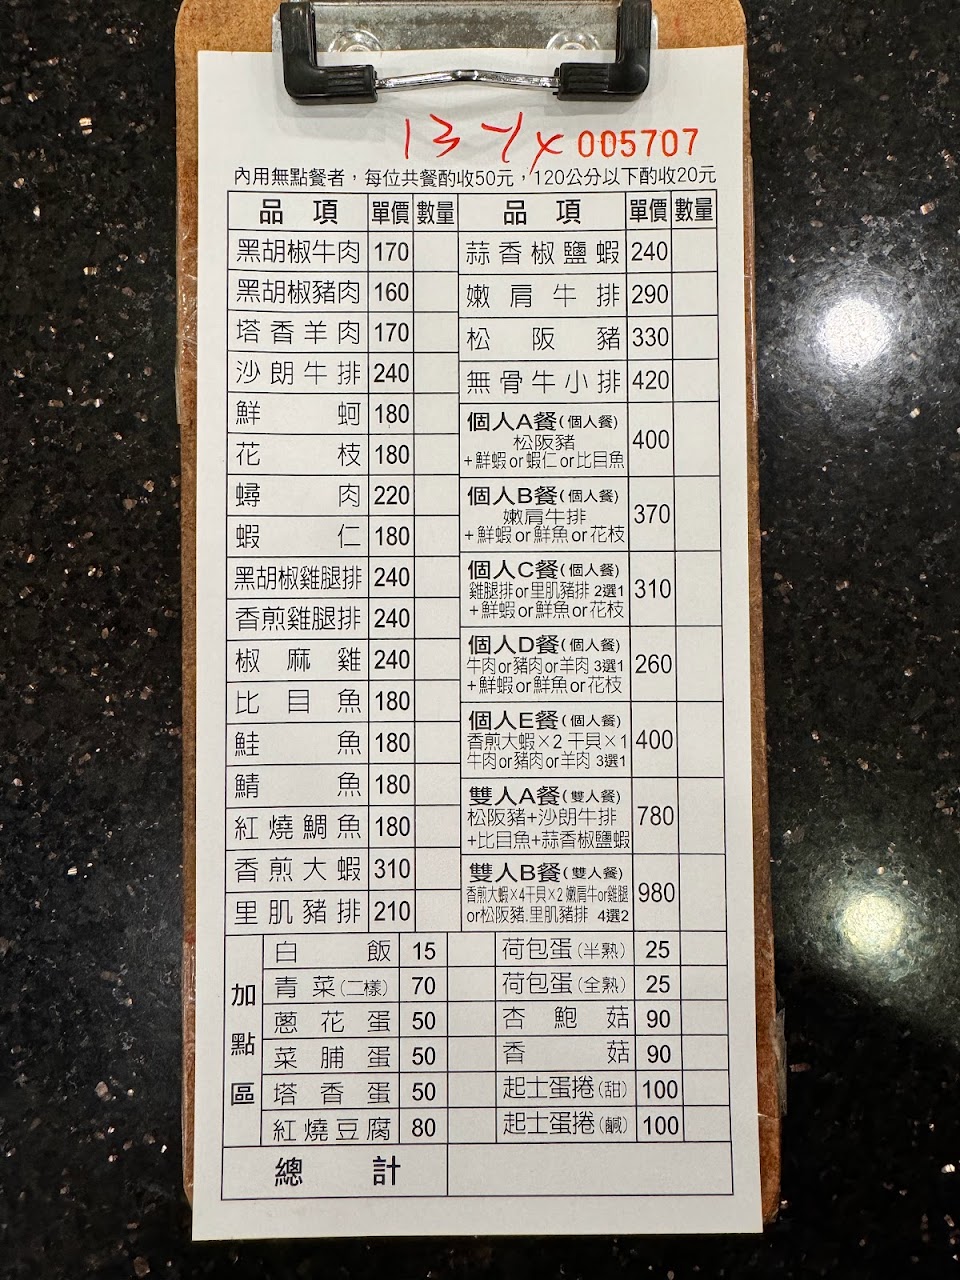 005707
內用無點餐者，每位共餐酌收50元，120公分以下酌收20元
品項 單價 數量
黑胡椒牛肉 170
黑胡椒豬肉 160
塔香羊肉 170
沙朗牛排 240
鮮蚵 180
花枝 180
蟳肉 220
蝦仁 180
黑胡椒雞腿排 240
香煎雞腿排 240
椒麻雞 240
比目魚 180
鮭魚 180
鯖魚 180
紅燒鯛魚 180
香煎大蝦 310
里肌豬排 210
品項 單價 數量
蒜香椒鹽蝦 240
嫩肩牛排 290
松阪豬 330
無骨牛小排 420
個人A餐(個人餐) 400
松阪豬
+鮮蝦or蝦仁or比目魚
個人B餐(個人餐) 370
嫩肩牛排
+鮮蝦or鮮魚or花枝
個人C餐(個人餐) 310
雞腿排or里肌豬排 2選1
+鮮蝦or鮮魚or花枝
個人D餐(個人餐) 260
牛肉or豬肉or羊肉 3選1
+鮮蝦or鮮魚or花枝
個人E餐(個人餐) 400
香煎大蝦×2 干貝×1
牛肉or豬肉or羊肉 3選1
雙人A餐(雙人餐) 780
松阪豬+沙朗牛排
+比目魚+蒜香椒鹽蝦
雙人B餐(雙人餐) 980
香煎大蝦×4干貝×2 嫩肩牛or雞腿
or松阪豬.里肌豬排 4選2
加點區
白飯 15
青菜(二樣) 70
蔥花蛋 50
菜脯蛋 50
塔香蛋 50
紅燒豆腐 80
荷包蛋(半熟) 25
荷包蛋(全熟) 25
杏鮑菇 90
香菇 90
起士蛋捲(甜) 100
起士蛋捲(鹹) 100
總計